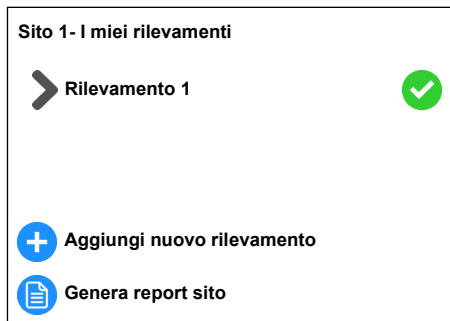 Sito 1- I miei rilevamenti
Rilevamento 1
Aggiungi nuovo rilevamento
Genera report sito